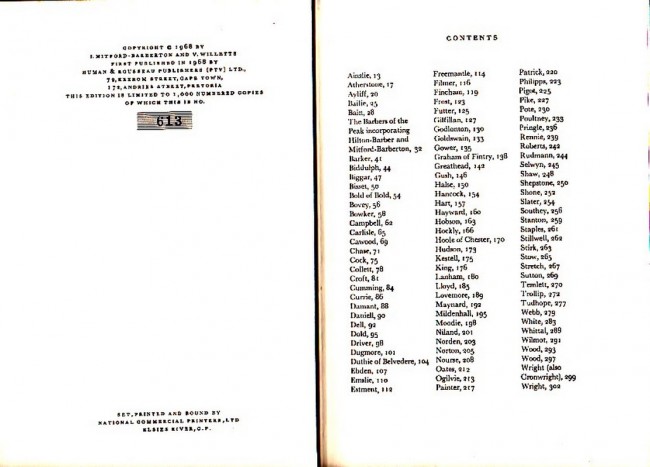 COPYRIGHT © 1968 BY
I. MITFORD-BARBERTON AND V. WILLETTS
FIRST PUBLISHED IN 1968 BY
HUMAN & ROUSSEAU PUBLISHERS (PTY) LTD.,
75, KEEROM STREET, CAPE TOWN,
172, ANDRIES STREET, PRETORIA
THIS EDITION IS LIMITED TO 1,000 NUMBERED COPIES
OF WHICH THIS IS NO.
613
SET, PRINTED AND BOUND BY
NATIONAL COMMERCIAL PRINTERS, LTD
ELSIES RIVER, C.P.
CONTENTS
Ainslie, 13
Atherstone, 17
Ayliff, 20
Bailie, 25
Bain, 28
The Barbers of the
Peak incorporating
Hilton-Barber and
Mitford-Barberton, 32
Barker, 41
Biddulph, 44
Biggar, 47
Bisset, 50
Bold of Bold, 54
Bovey, 56
Bowker, 58
Campbell, 62
Carlisle, 65
Cawood, 69
Chase, 71
Cock, 75
Collett, 78
Croft, 81
Cumming, 84
Currie, 86
Damant, 88
Daniell, 90
Dell, 92
Dold, 95
Driver, 98
Dugmore, 101
Duthie of Belvedere, 104
Ebden, 107
Emslie, 110
Estment, 112
Freemantle, 114
Filmer, 116
Fincham, 119
Frost, 123
Futter, 125
Gilfillan, 127
Godlonton, 130
Goldswain, 133
Gower, 135
Graham of Fintry, 138
Greathead, 142
Gush, 146
Halse, 150
Hancock, 154
Hart, 157
Hayward, 160
Hobson, 163
Hockly, 166
Hoole of Chester, 170
Hudson, 173
Kestell, 175
King, 176
Lanham, 180
Lloyd, 185
Lovemore, 189
Maynard, 192
Mildenhall, 195
Moodie, 198
Niland, 201
Norden, 203
Norton, 205
Nourse, 208
Oates, 212
Ogilvie, 213
Painter, 217
Patrick, 220
Philipps, 223
Pigot, 225
Pike, 227
Pote, 230
Poultney, 233
Pringle, 236
Rennie, 239
Roberts, 242
Rudmann, 244
Selwyn, 245
Shaw, 248
Shepstone, 250
Shone, 252
Slater, 254
Southey, 256
Stanton, 259
Staples, 261
Stillwell, 262
Stirk, 263
Stow, 265
Stretch, 267
Sutton, 269
Temlett, 270
Trollip, 272
Tudhope, 277
Webb, 279
White, 283
Whittal, 288
Wilmot, 291
Wood, 293
Wood, 297
Wright (also
Cronwright), 299
Wright, 302